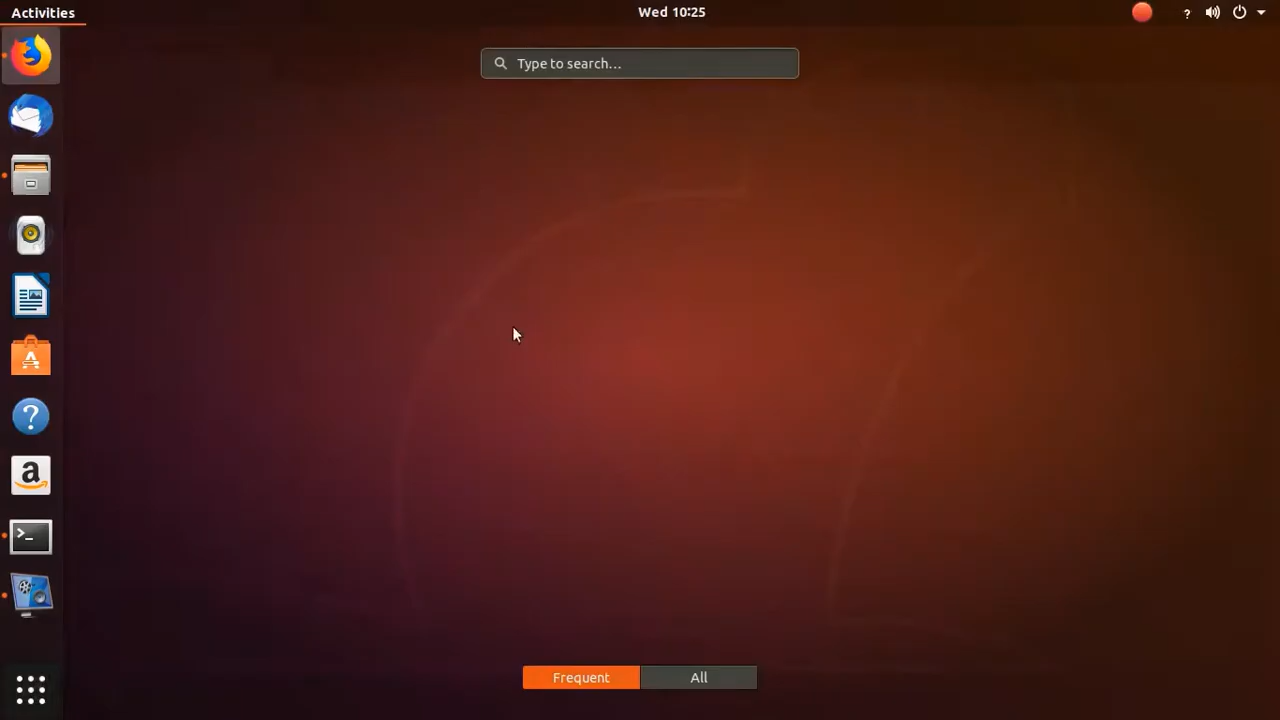 Activities
Wed 10:25
?
Type to search...
?
a
>_
Frequent
All